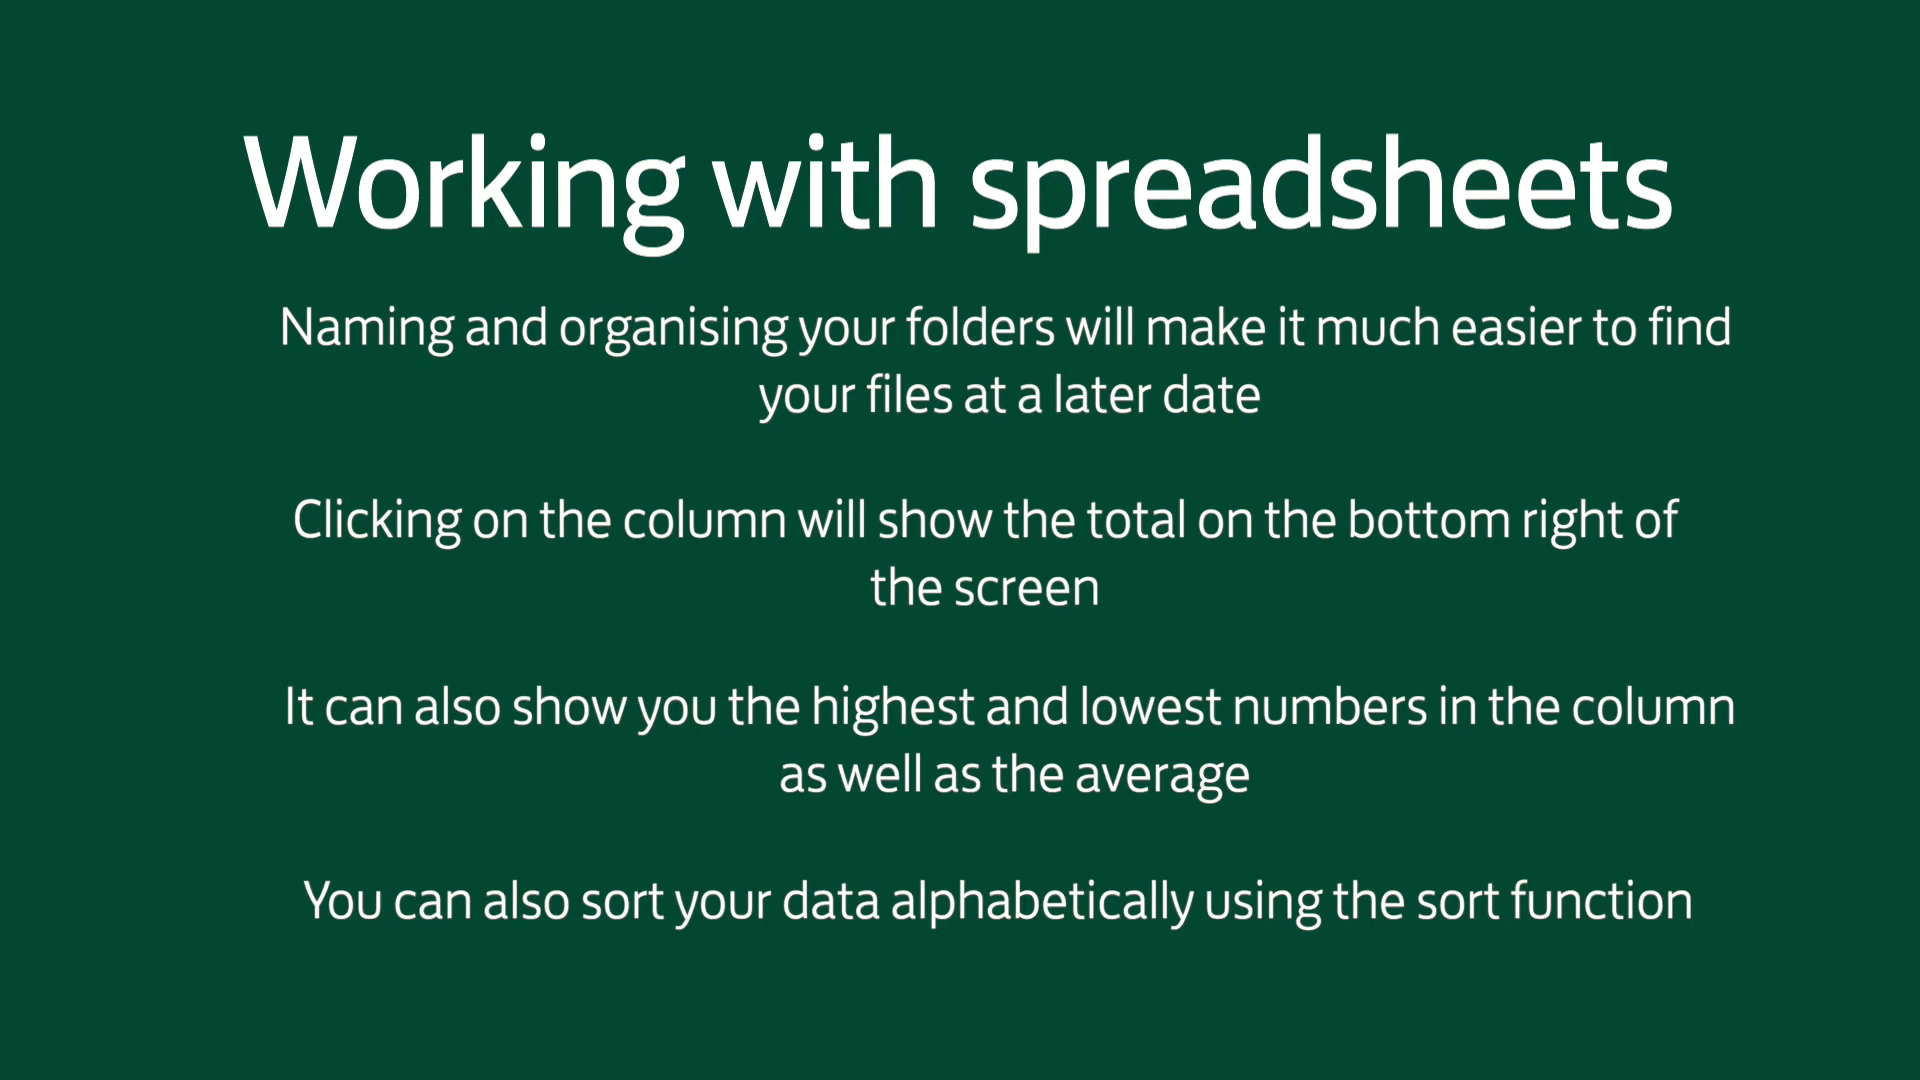 Working with spreadsheets
Naming and organising your folders will make it much easier to find
your files at a later date
Clicking on the column will show the total on the bottom right of
the screen
It can also show you the highest and lowest numbers in the column
as well as the average
You can also sort your data alphabetically using the sort function